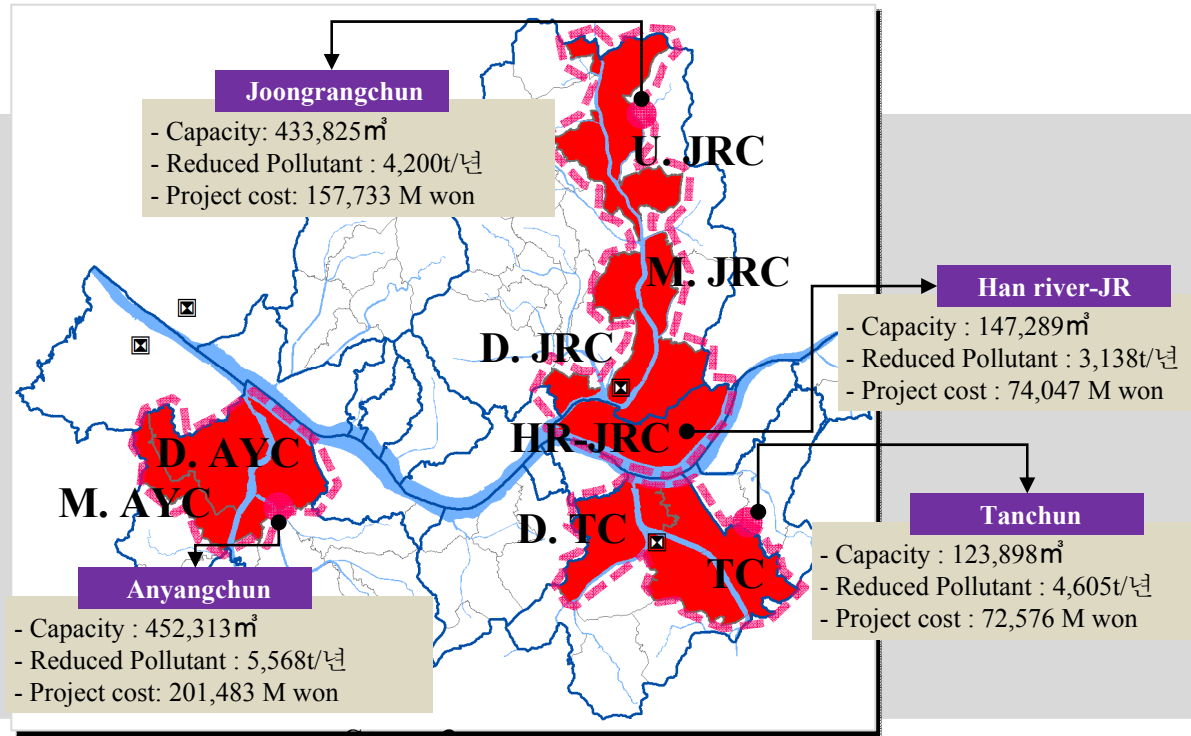 Joongrangchun
- Capacity: 433,825㎥
- Reduced Pollutant : 4,200t/년
- Project cost: 157,733 M won
U. JRC
M. JRC
Han river-JR
- Capacity : 147,289㎥
- Reduced Pollutant : 3,138t/년
- Project cost : 74,047 M won
D. JRC
HR-JRC
D. AYC
M. AYC
D. TC
TC
Tanchun
- Capacity : 123,898㎥
- Reduced Pollutant : 4,605t/년
- Project cost : 72,576 M won
Anyangchun
- Capacity : 452,313㎥
- Reduced Pollutant : 5,568t/년
- Project cost: 201,483 M won